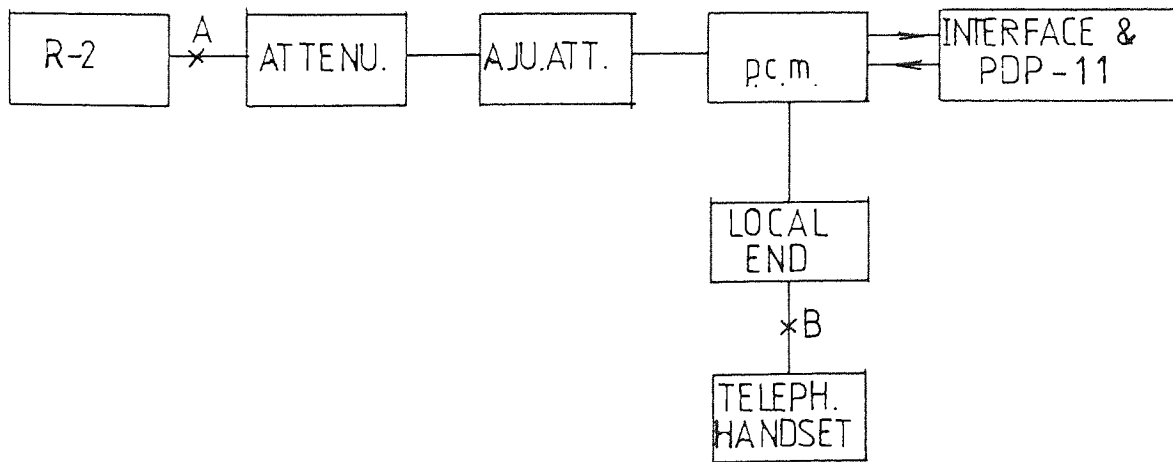 R-2
A
ATTENU.
AJU.ATT.
p.c.m.
INTERFACE &
PDP-11
LOCAL
END
B
TELEPH.
HANDSET